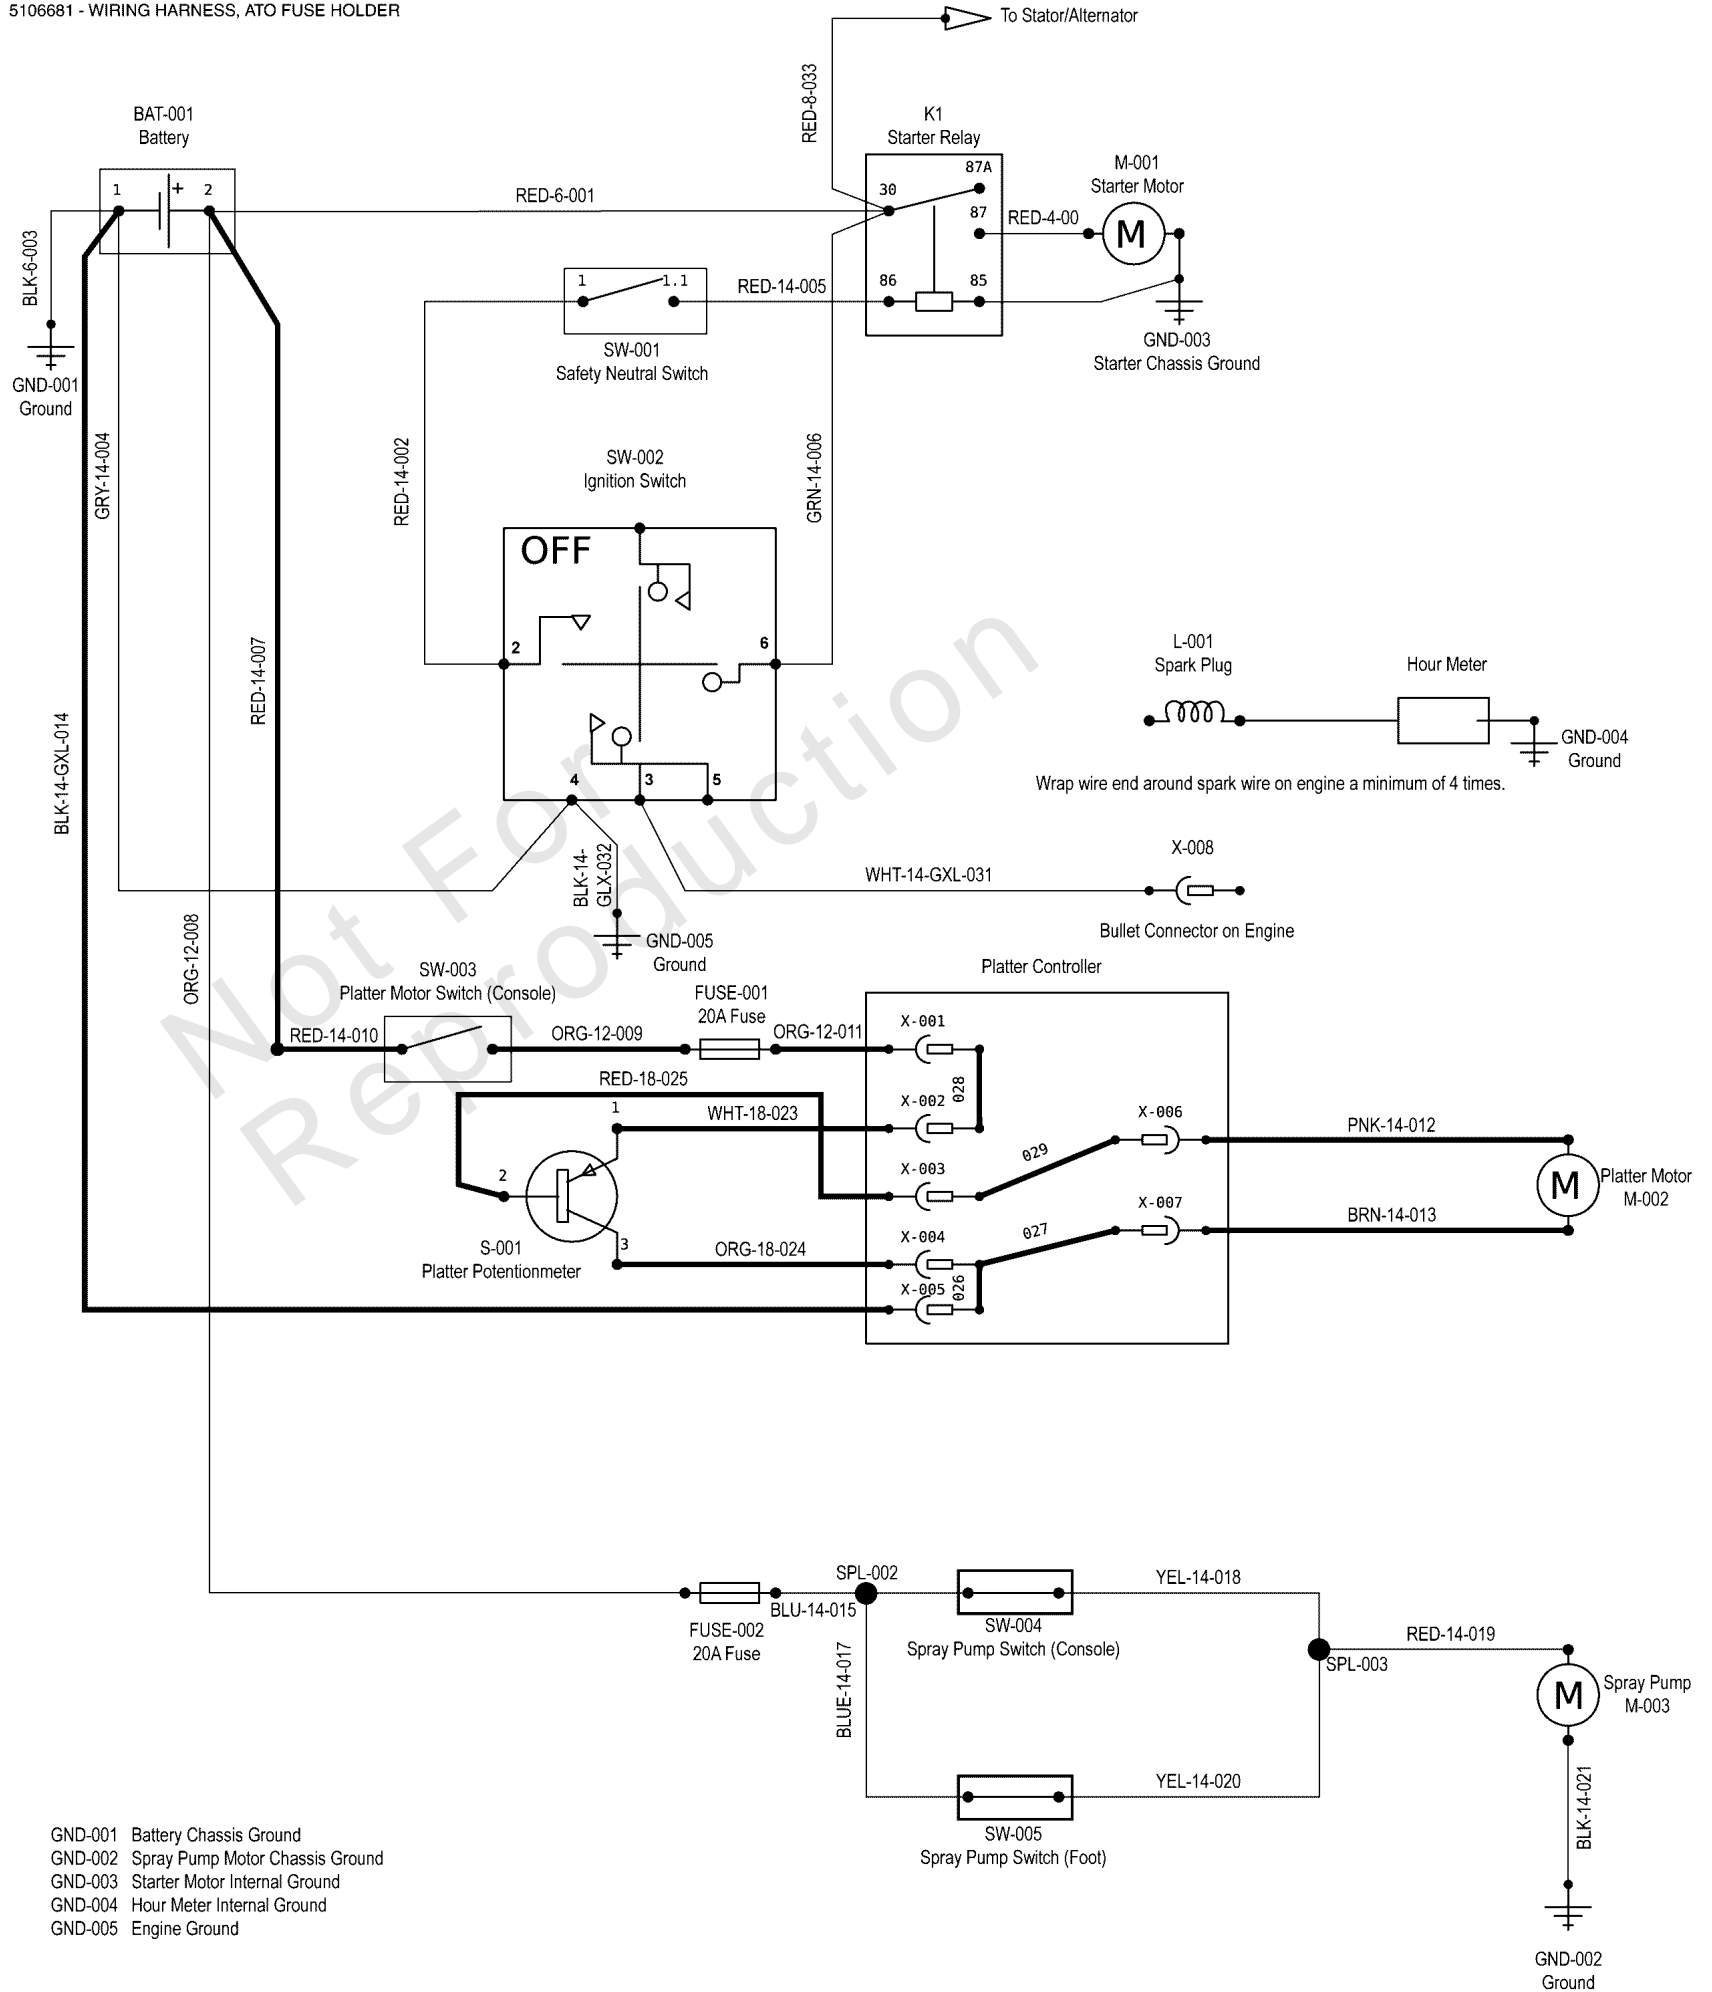 5106681 - WIRING HARNESS, ATO FUSE HOLDER
To Stator/Alternator
RED-8-033
BAT-001
Battery
1
+
2
BLK-6-003
GND-001
Ground
RED-6-001
K1
Starter Relay
87A
30
87
86
85
RED-4-00
M-001
Starter Motor
M
GND-003
Starter Chassis Ground
1
1.1
RED-14-005
SW-001
Safety Neutral Switch
GRY-14-004
RED-14-002
GRN-14-006
SW-002
Ignition Switch
OFF
2
6
4
3
5
RED-14-007
BLK-14-GXL-014
L-001
Spark Plug
Hour Meter
GND-004
Ground
Wrap wire end around spark wire on engine a minimum of 4 times.
BLK-14-
GLX-032
GND-005
Ground
WHT-14-GXL-031
X-008
Bullet Connector on Engine
ORG-12-008
Not For
Reproduction
SW-003
Platter Motor Switch (Console)
RED-14-010
ORG-12-009
FUSE-001
20A Fuse
ORG-12-011
Platter Controller
X-001
028
RED-18-025
1
WHT-18-023
X-002
X-006
PNK-14-012
2
X-003
029
Platter Motor
M-002
M
X-007
BRN-14-013
3
S-001
Platter Potentionmeter
ORG-18-024
X-004
027
X-005
026
FUSE-002
20A Fuse
BLU-14-015
SPL-002
SW-004
Spray Pump Switch (Console)
YEL-14-018
BLUE-14-017
SPL-003
RED-14-019
M
Spray Pump
M-003
SW-005
Spray Pump Switch (Foot)
YEL-14-020
BLK-14-021
GND-002
Ground
GND-001 Battery Chassis Ground
GND-002 Spray Pump Motor Chassis Ground
GND-003 Starter Motor Internal Ground
GND-004 Hour Meter Internal Ground
GND-005 Engine Ground